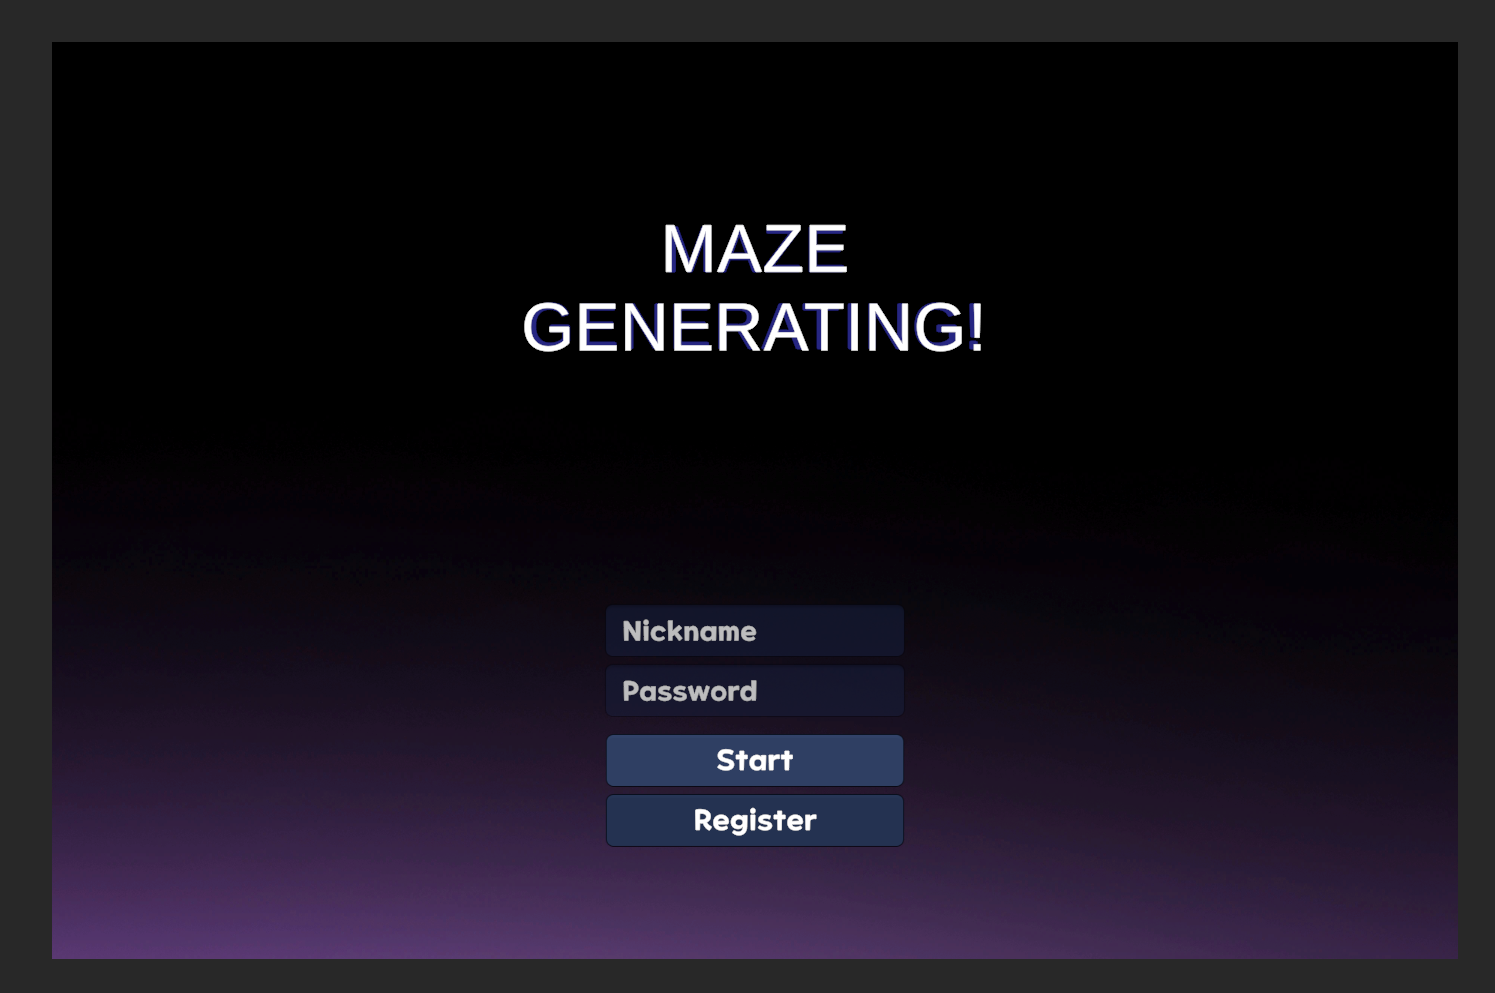 MAZE
GENERATING!
Nickname
Password
Start
Register